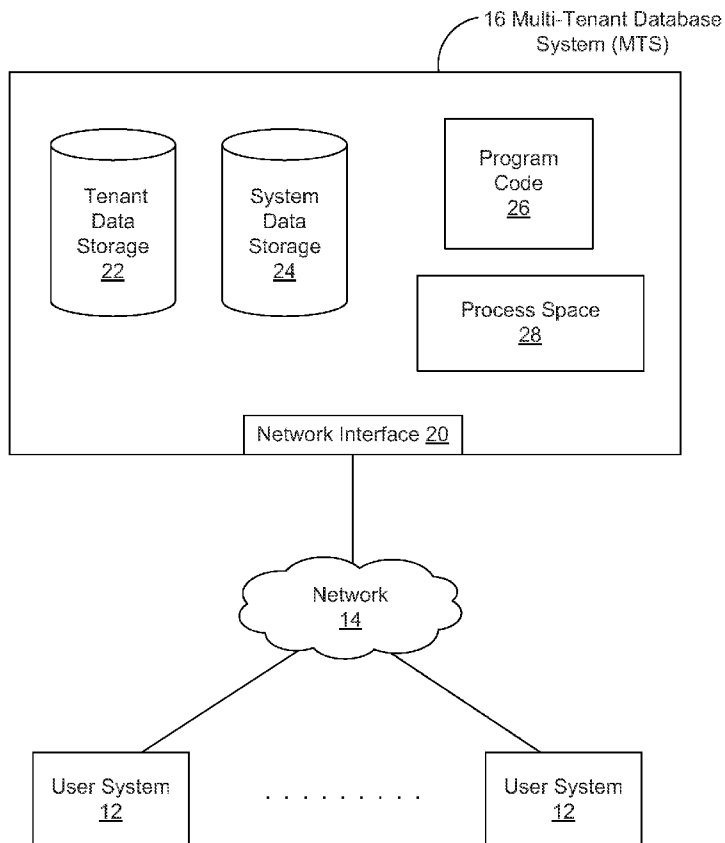 16 Multi-Tenant Database
System (MTS)
Tenant
Data
Storage
22
System
Data
Storage
24
Program
Code
26
Process Space
28
Network Interface 20
Network
14
User System
12
. . . . . . . . .
User System
12